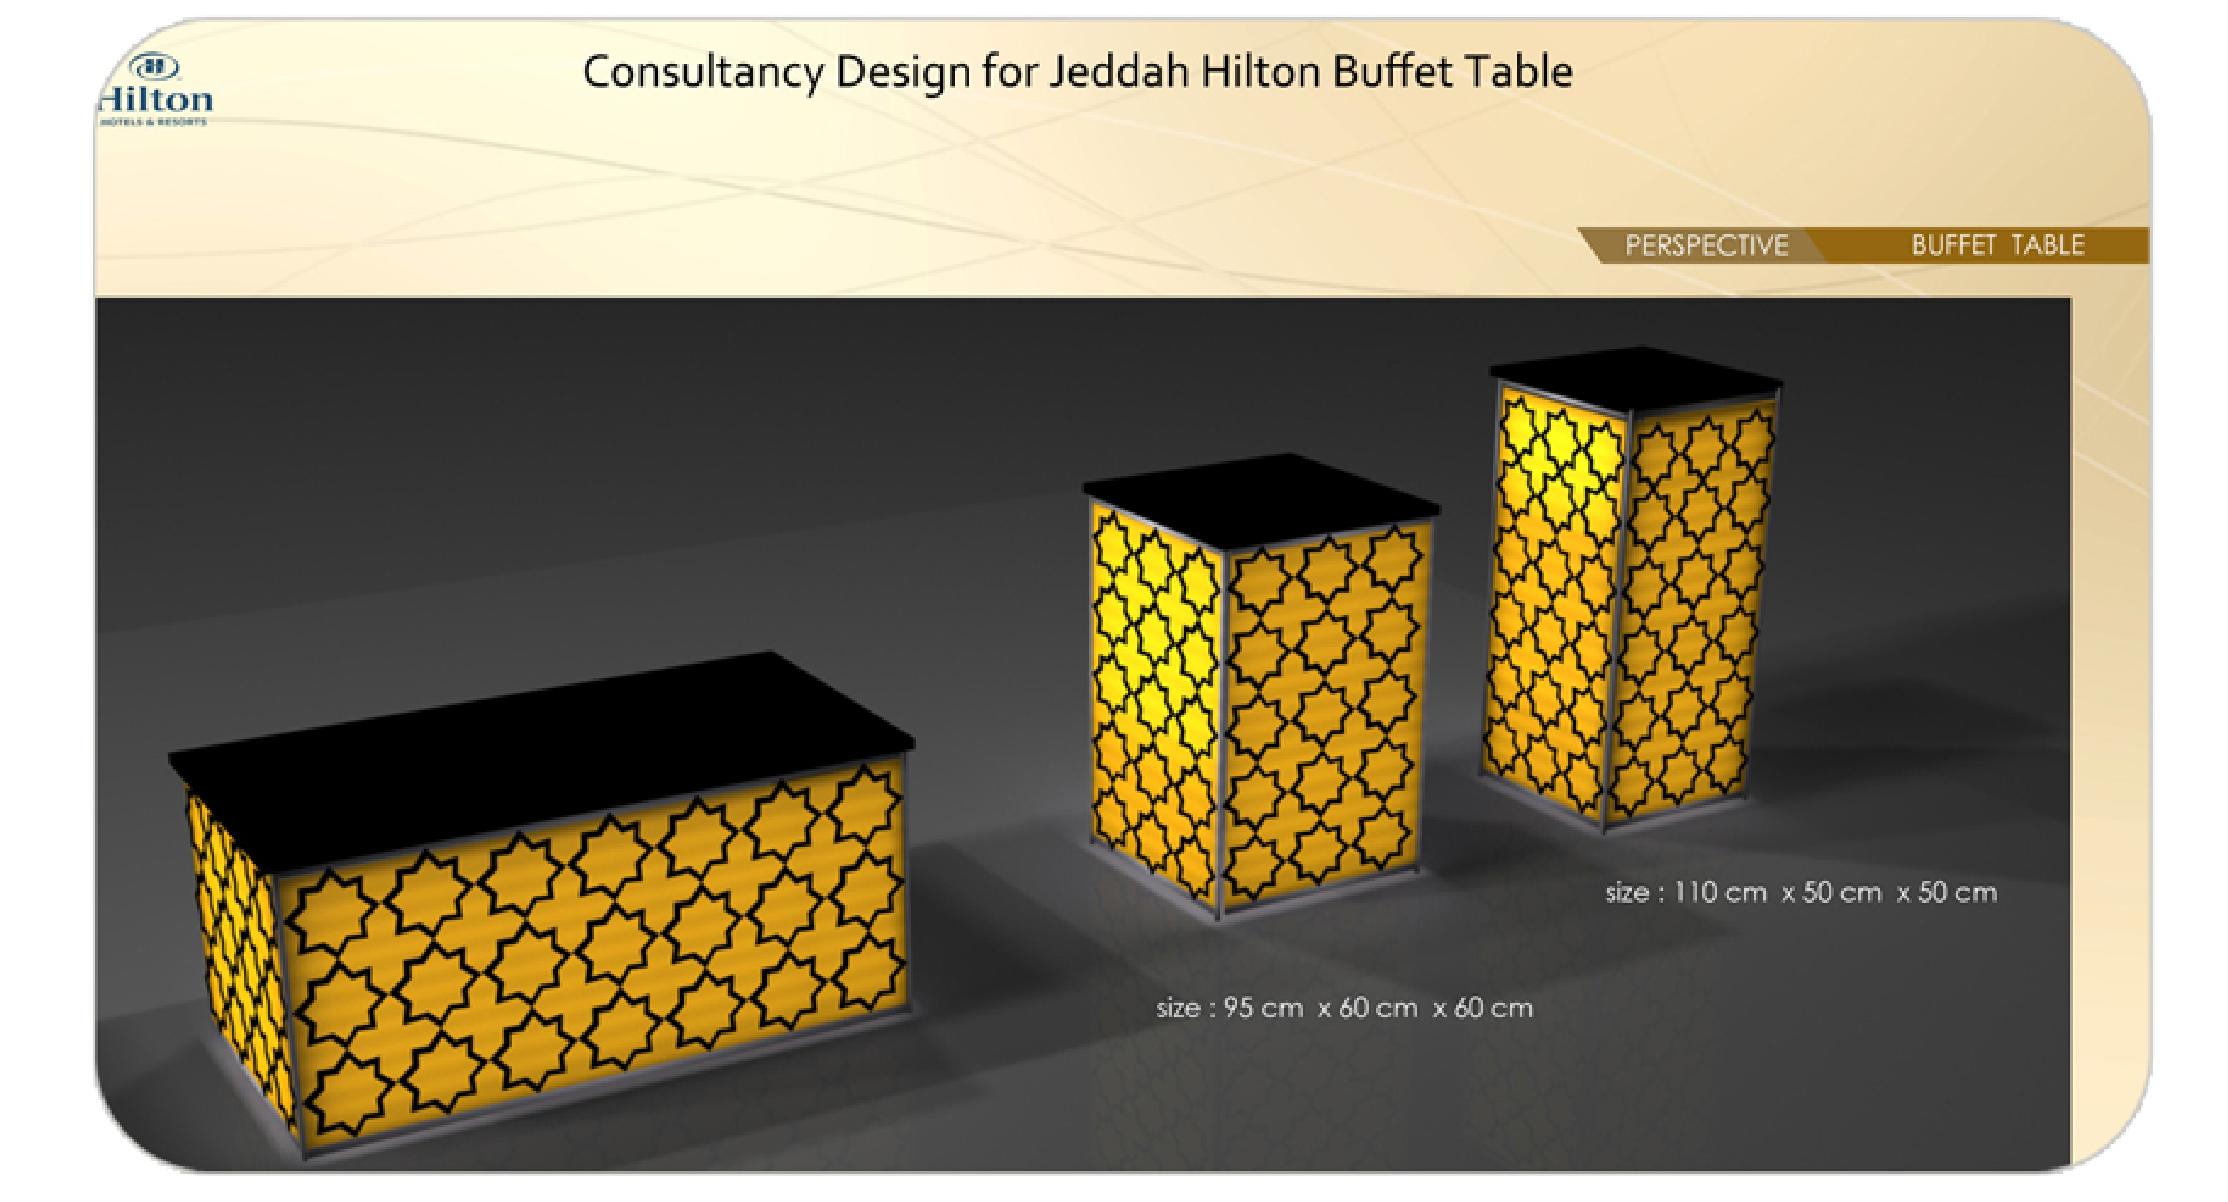 Hilton
HOTELS & RESORTS
Consultancy Design for Jeddah Hilton Buffet Table
PERSPECTIVE BUFFET TABLE
size : 110 cm x 50 cm x 50 cm
size : 95 cm x 60 cm x 60 cm